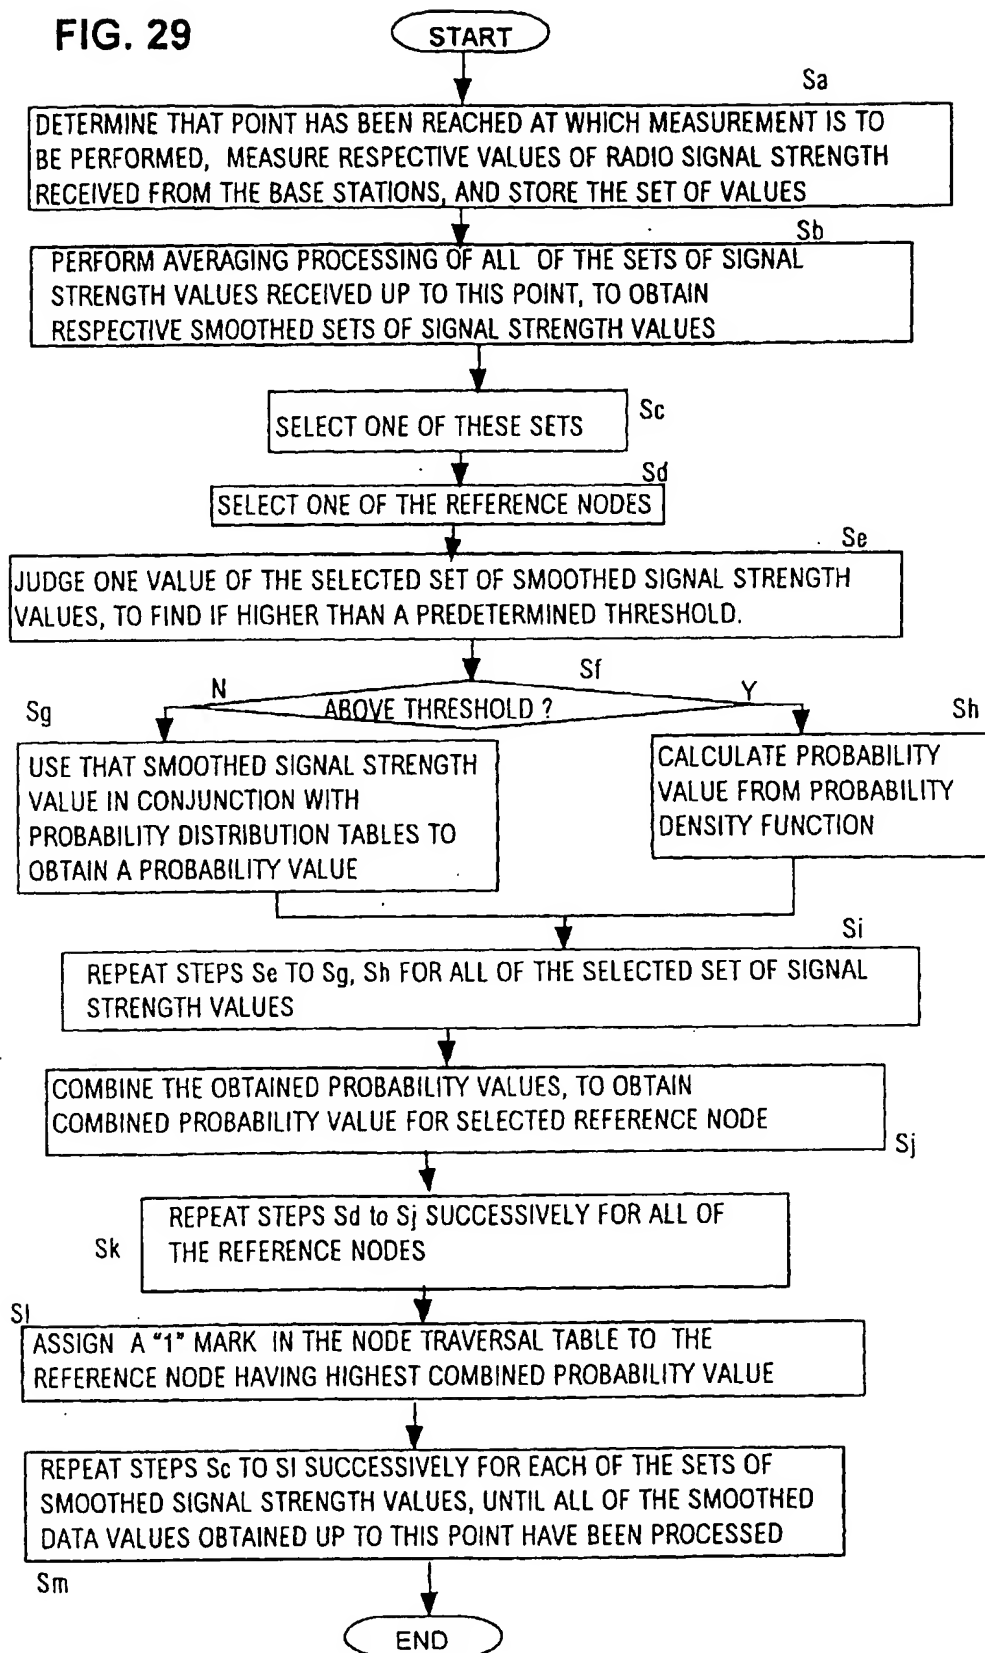 FIG. 29
START
Sa
DETERMINE THAT POINT HAS BEEN REACHED AT WHICH MEASUREMENT IS TO
BE PERFORMED, MEASURE RESPECTIVE VALUES OF RADIO SIGNAL STRENGTH
RECEIVED FROM THE BASE STATIONS, AND STORE THE SET OF VALUES
Sb
PERFORM AVERAGING PROCESSING OF ALL OF THE SETS OF SIGNAL
STRENGTH VALUES RECEIVED UP TO THIS POINT, TO OBTAIN
RESPECTIVE SMOOTHED SETS OF SIGNAL STRENGTH VALUES
Sc
SELECT ONE OF THESE SETS
Sd
SELECT ONE OF THE REFERENCE NODES
Se
JUDGE ONE VALUE OF THE SELECTED SET OF SMOOTHED SIGNAL STRENGTH
VALUES, TO FIND IF HIGHER THAN A PREDETERMINED THRESHOLD.
Sf
N
ABOVE THRESHOLD ?
Y
Sg
USE THAT SMOOTHED SIGNAL STRENGTH
VALUE IN CONJUNCTION WITH
PROBABILITY DISTRIBUTION TABLES TO
OBTAIN A PROBABILITY VALUE
Sh
CALCULATE PROBABILITY
VALUE FROM PROBABILITY
DENSITY FUNCTION
Si
REPEAT STEPS Se TO Sg, Sh FOR ALL OF THE SELECTED SET OF SIGNAL
STRENGTH VALUES
COMBINE THE OBTAINED PROBABILITY VALUES, TO OBTAIN
COMBINED PROBABILITY VALUE FOR SELECTED REFERENCE NODE
Sj
REPEAT STEPS Sd to Sj SUCCESSIVELY FOR ALL OF
THE REFERENCE NODES
Sk
Sl
ASSIGN A "1" MARK IN THE NODE TRAVERSAL TABLE TO THE
REFERENCE NODE HAVING HIGHEST COMBINED PROBABILITY VALUE
REPEAT STEPS Sc TO Sl SUCCESSIVELY FOR EACH OF THE SETS OF
SMOOTHED SIGNAL STRENGTH VALUES, UNTIL ALL OF THE SMOOTHED
DATA VALUES OBTAINED UP TO THIS POINT HAVE BEEN PROCESSED
Sm
END